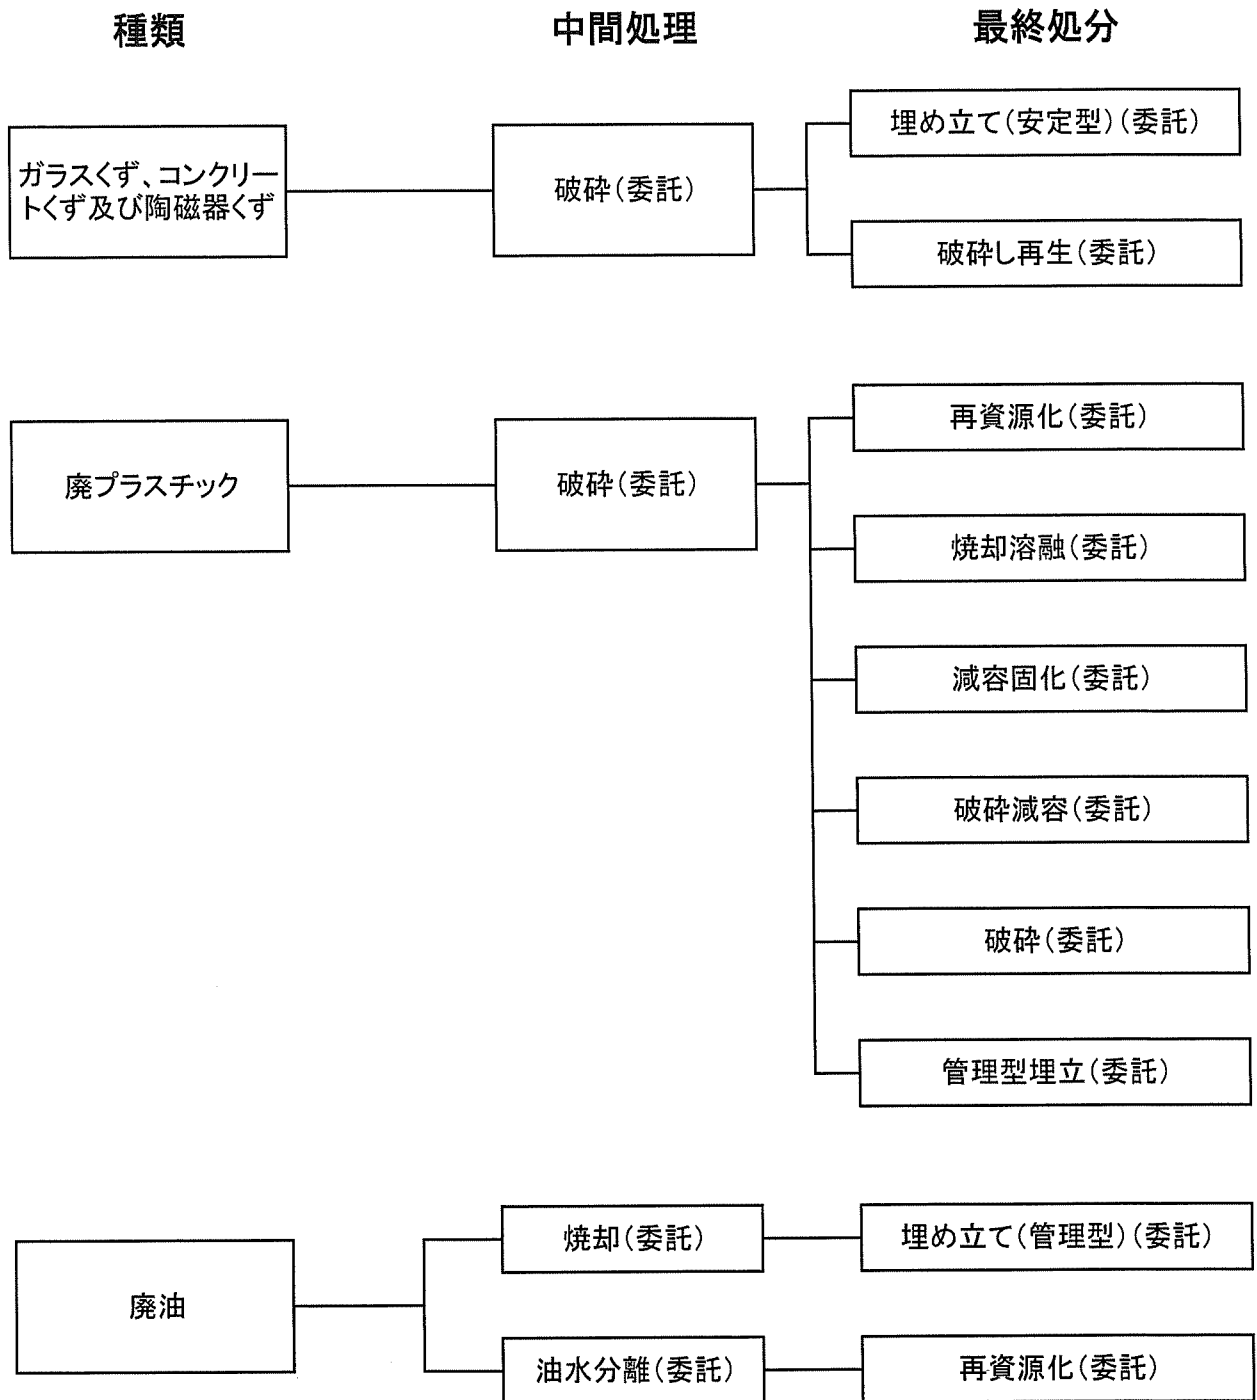 種類
中間処理
最終処分
ガラスくず、コンクリー
トくず及び陶磁器くず
破砕(委託)
埋め立て(安定型)(委託)
破砕し再生(委託)
廃プラスチック
破砕(委託)
再資源化(委託)
焼却溶融(委託)
減容固化(委託)
破砕減容(委託)
破砕(委託)
管理型埋立(委託)
廃油
焼却(委託)
埋め立て(管理型)(委託)
油水分離(委託)
再資源化(委託)